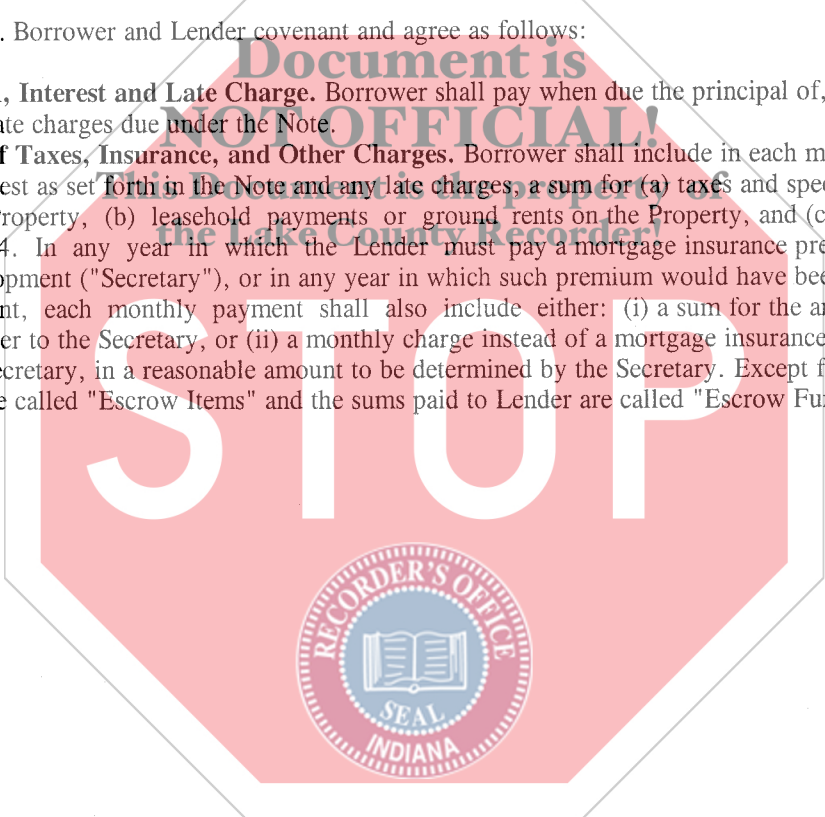 . Borrower and Lender covenant and agree as follows:
Document is
, Interest and Late Charge. Borrower shall pay when due the principal of,
NOT OFFICIAL!
ate charges due under the Note.
f Taxes, Insurance, and Other Charges. Borrower shall include in each m
This Document is the property of
est as set forth in the Note and any late charges, a sum for (a) taxes and spec
roperty, (b) leasehold payments or ground rents on the Property, and (c
the Lake County Recorder!
4. In any year in which the Lender must pay a mortgage insurance pre
opment ("Secretary"), or in any year in which such premium would have bee
nt, each monthly payment shall also include either: (i) a sum for the a
er to the Secretary, or (ii) a monthly charge instead of a mortgage insurance
ecretary, in a reasonable amount to be determined by the Secretary. Except f
e called "Escrow Items" and the sums paid to Lender are called "Escrow Fu
STOP
RECORDER'S OFFICE
SEAL
INDIANA